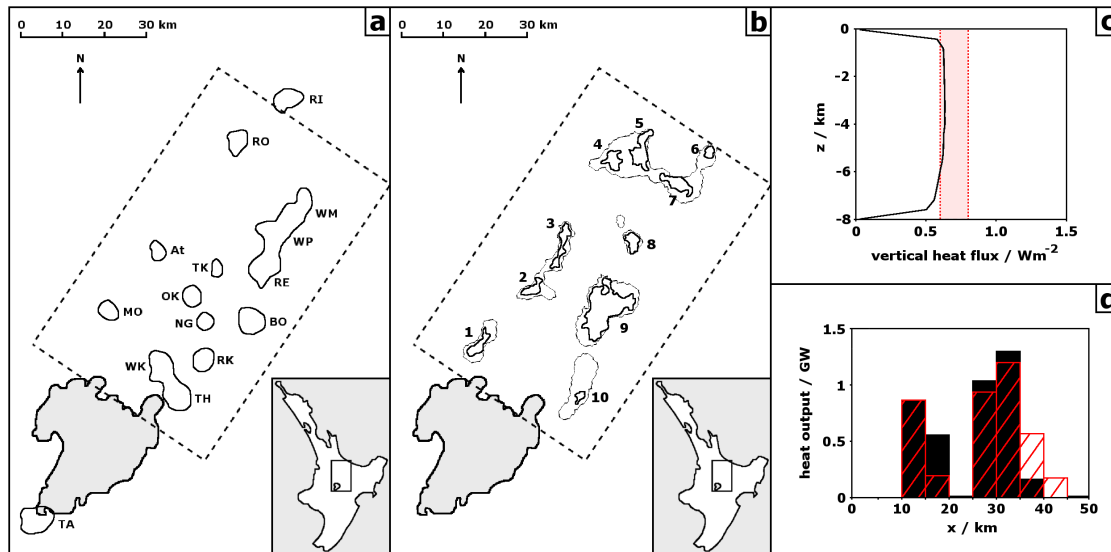 0 10 20 30 km
a
N
RI
RO
WM
WP
At
TK
RE
OK
MO
NG
BO
WK
RK
TH
TA
0 10 20 30 km
b
N
5
4
6
7
3
8
2
9
1
10
c
0
-2
-4
-6
-8
z / km
0 0.5 1.0 1.5
vertical heat flux / Wm⁻²
d
1.5
1
0.5
0
heat output / GW
0 10 20 30 40 50
x / km